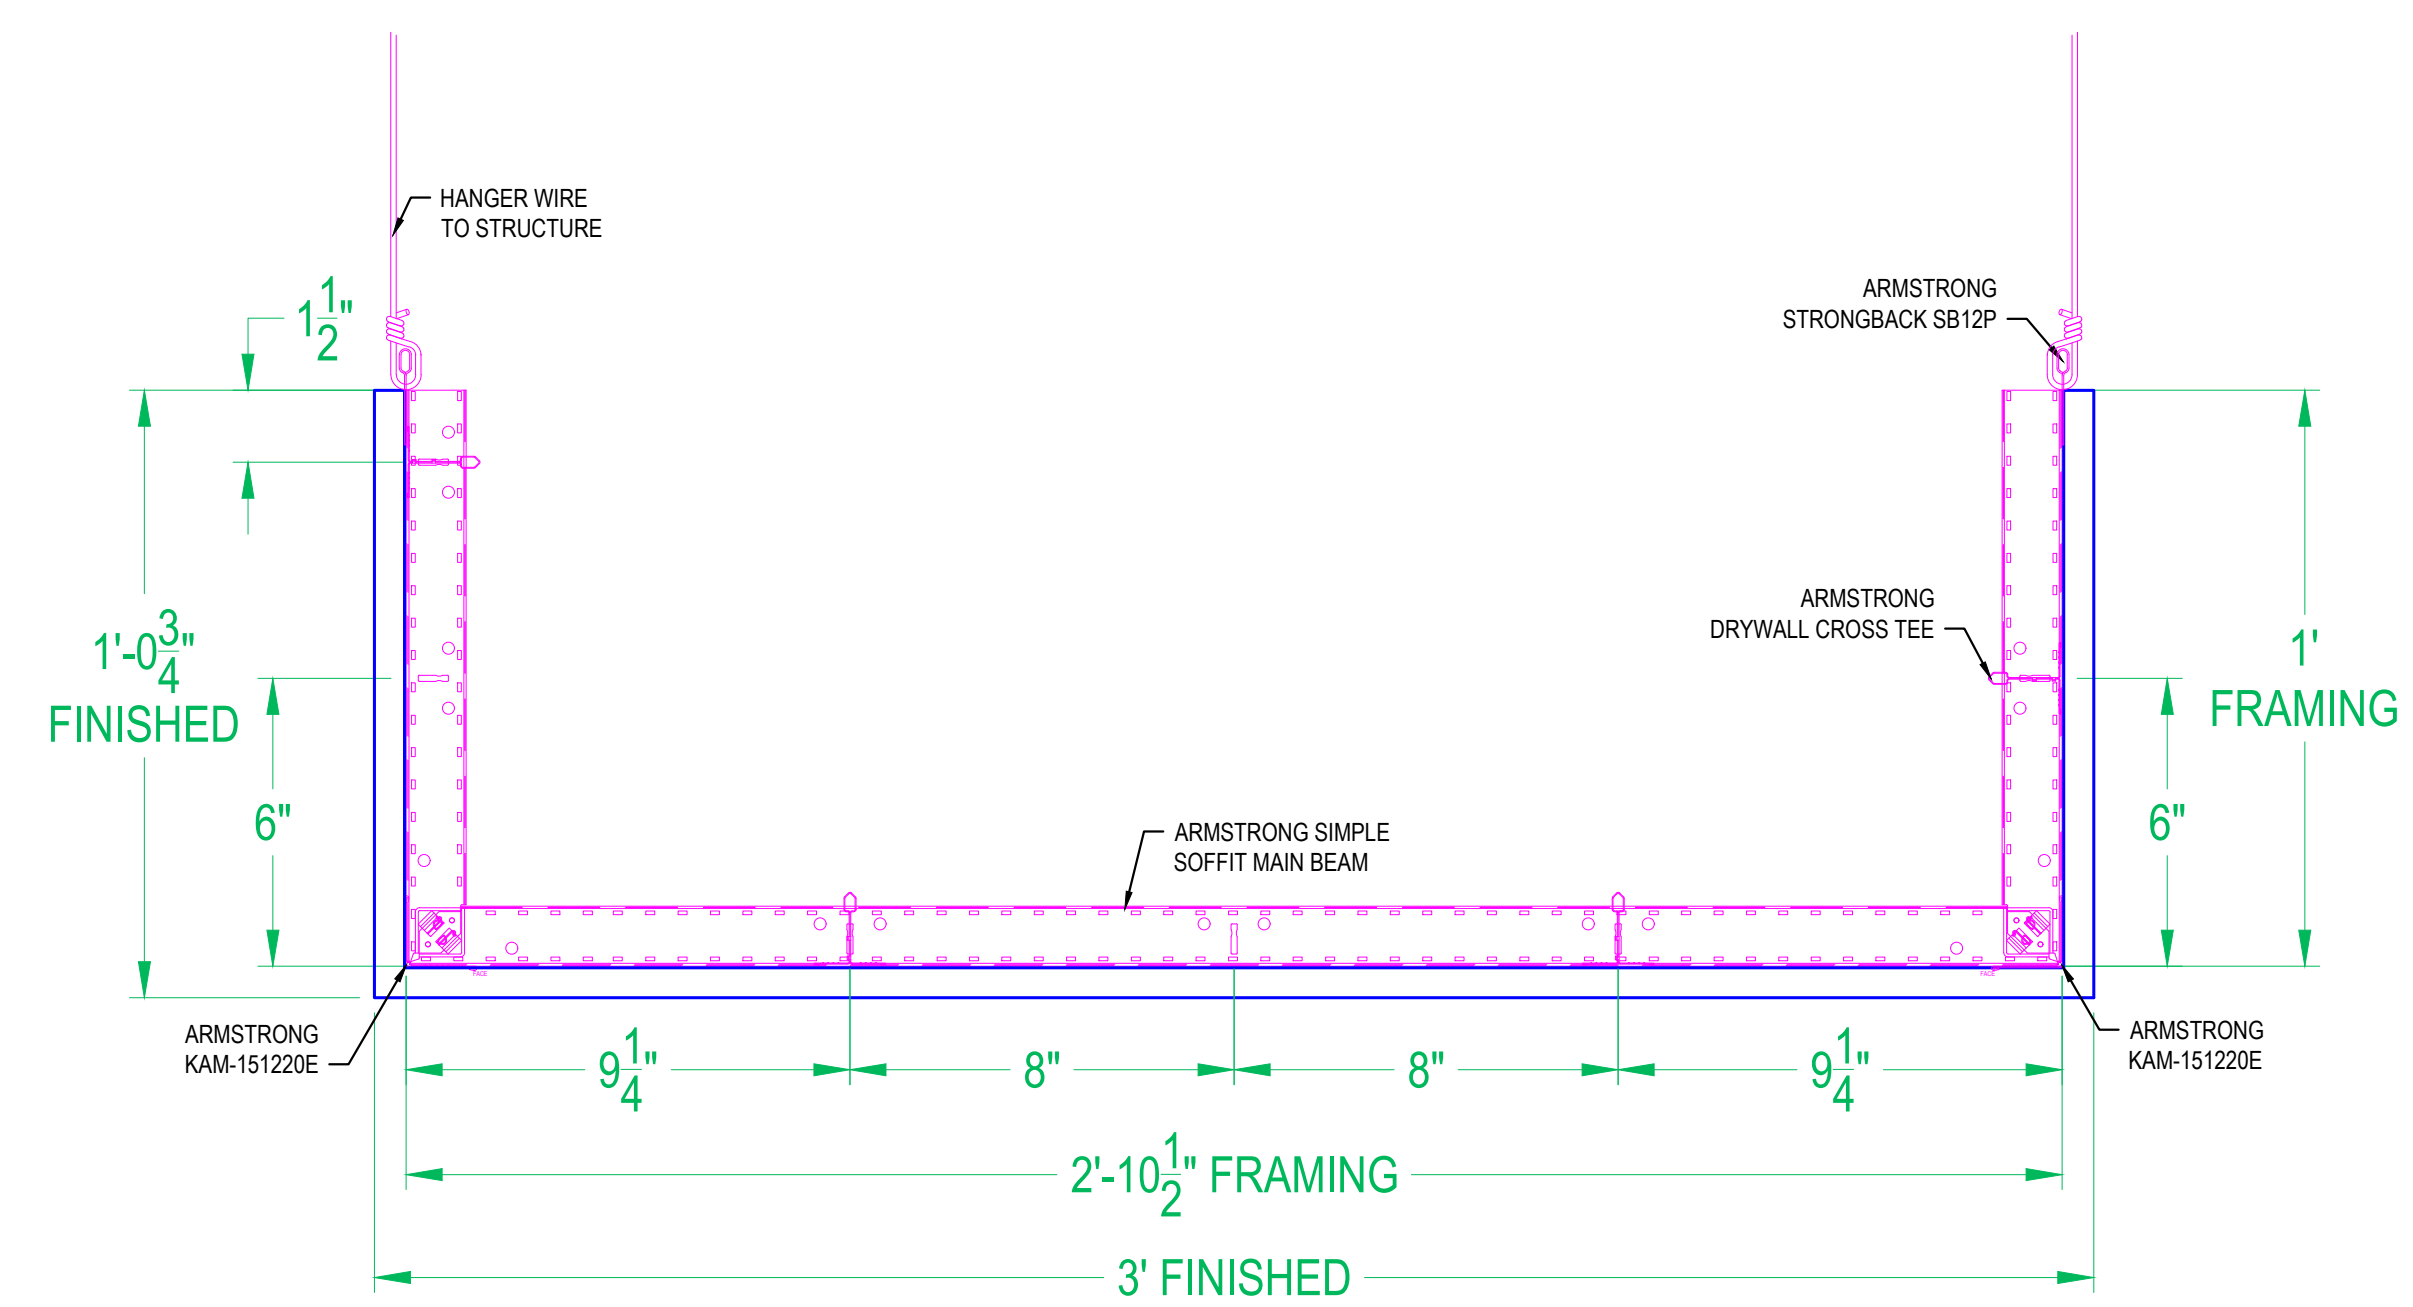 HANGER WIRE
TO STRUCTURE
ARMSTRONG
STRONGBACK SB12P
1 1/2"
ARMSTRONG
DRYWALL CROSS TEE
1'-0 3/4"
FINISHED
1'
FRAMING
6"
6"
ARMSTRONG SIMPLE
SOFFIT MAIN BEAM
FACE
FACE
ARMSTRONG
KAM-151220E
ARMSTRONG
KAM-151220E
9 1/4"
8"
8"
9 1/4"
2'-10 1/2" FRAMING
3' FINISHED